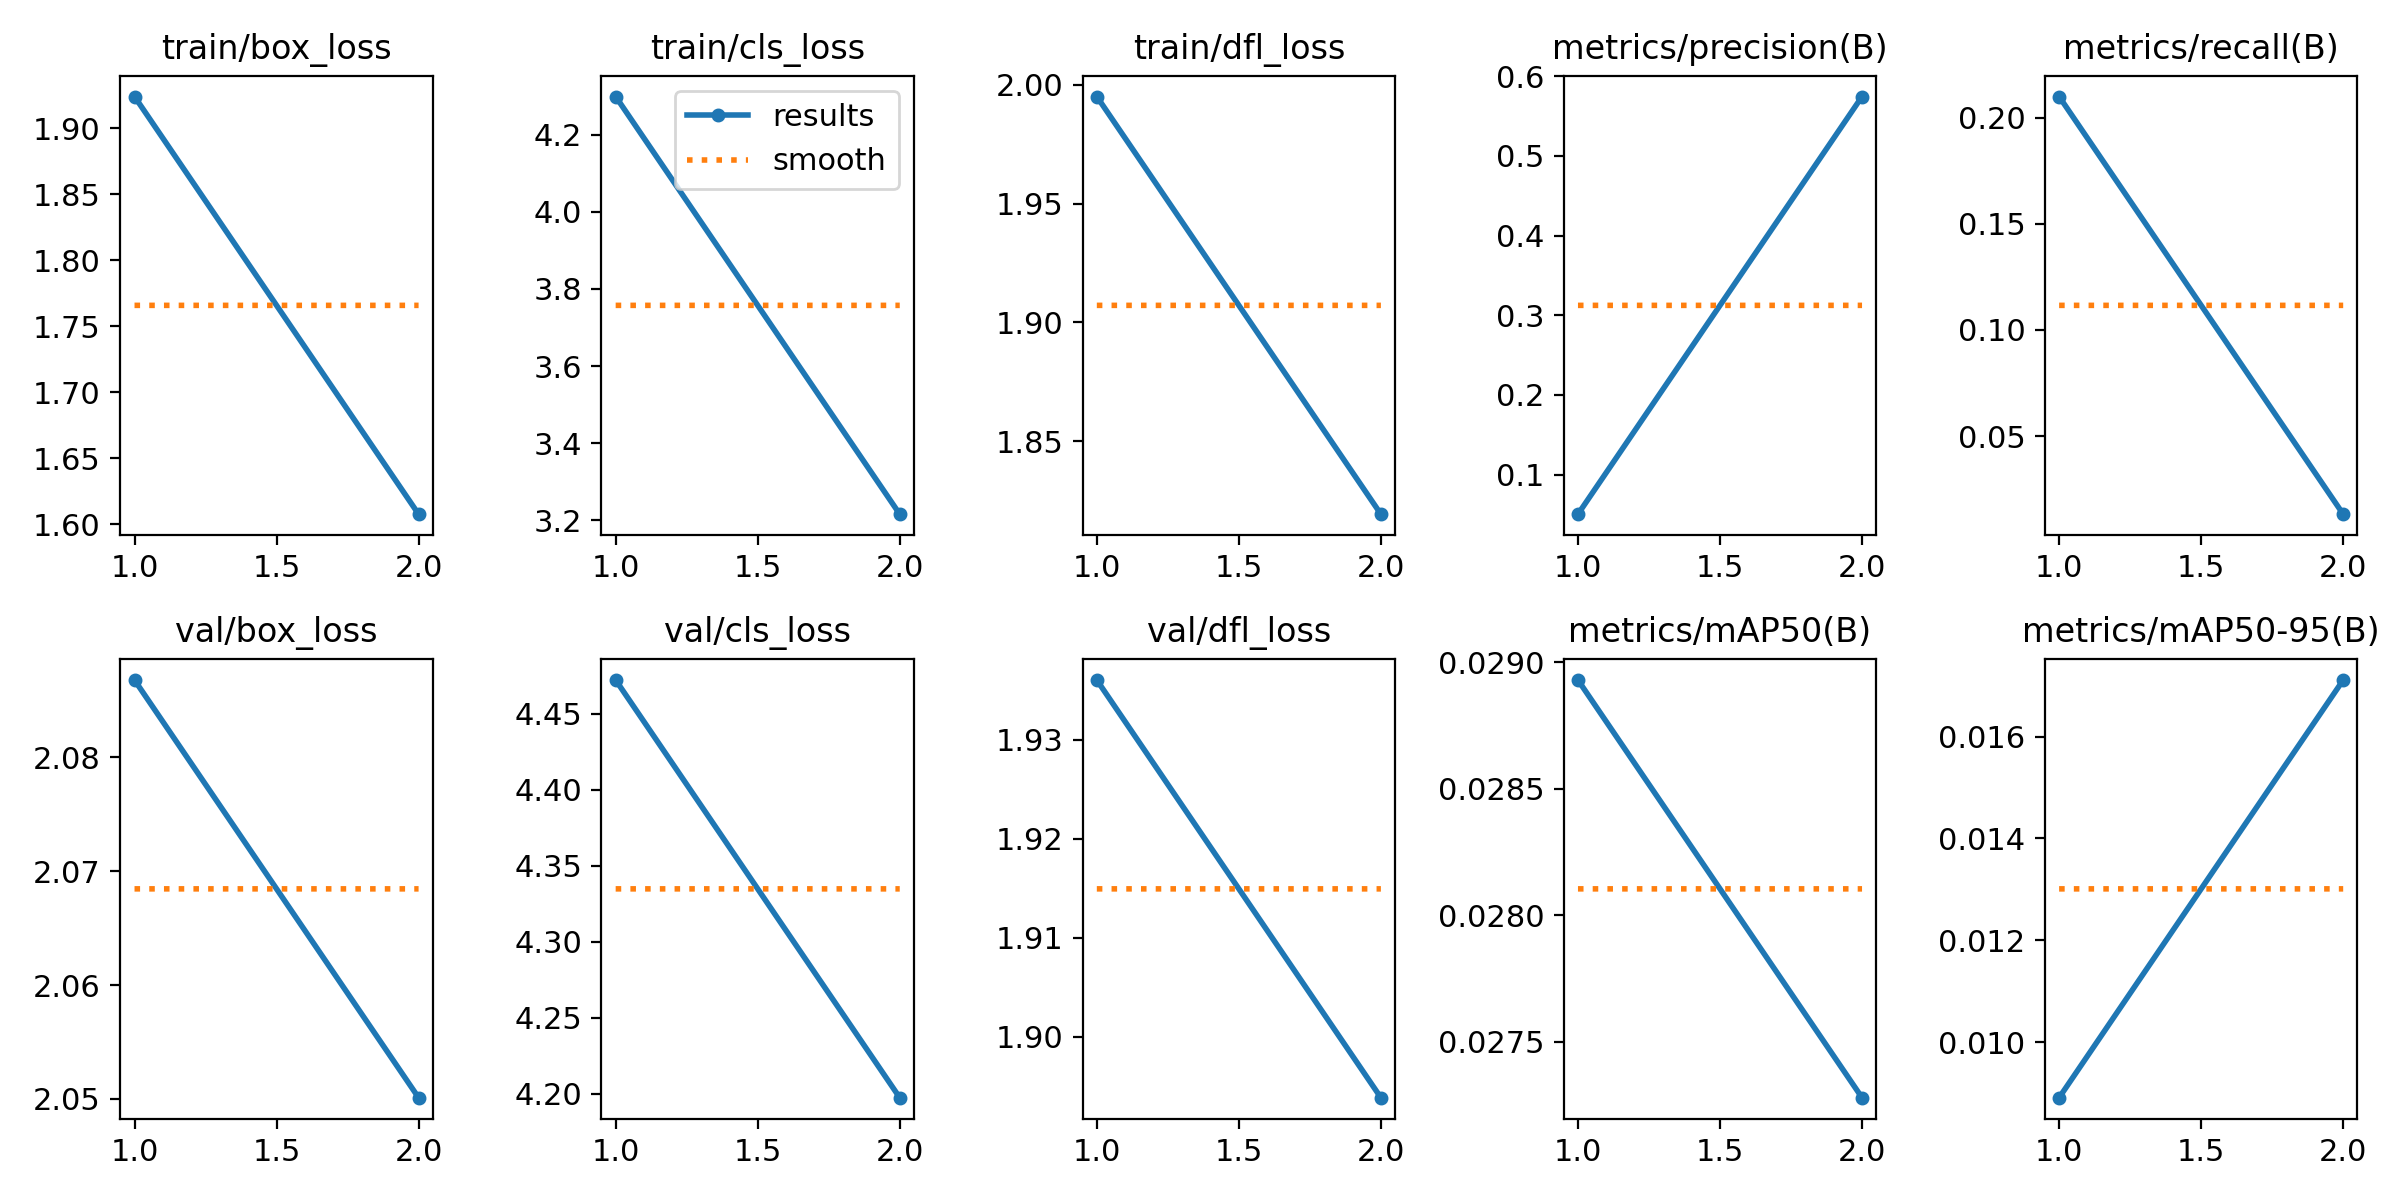 train/box_loss
1.90
1.85
1.80
1.75
1.70
1.65
1.60
1.0 1.5 2.0
train/cls_loss
results
smooth
4.2
4.0
3.8
3.6
3.4
3.2
1.0 1.5 2.0
train/dfl_loss
2.00
1.95
1.90
1.85
1.0 1.5 2.0
metrics/precision(B)
0.6
0.5
0.4
0.3
0.2
0.1
1.0 1.5 2.0
metrics/recall(B)
0.20
0.15
0.10
0.05
1.0 1.5 2.0
val/box_loss
2.08
2.07
2.06
2.05
1.0 1.5 2.0
val/cls_loss
4.45
4.40
4.35
4.30
4.25
4.20
1.0 1.5 2.0
val/dfl_loss
1.93
1.92
1.91
1.90
1.0 1.5 2.0
metrics/mAP50(B)
0.0290
0.0285
0.0280
0.0275
1.0 1.5 2.0
metrics/mAP50-95(B)
0.016
0.014
0.012
0.010
1.0 1.5 2.0